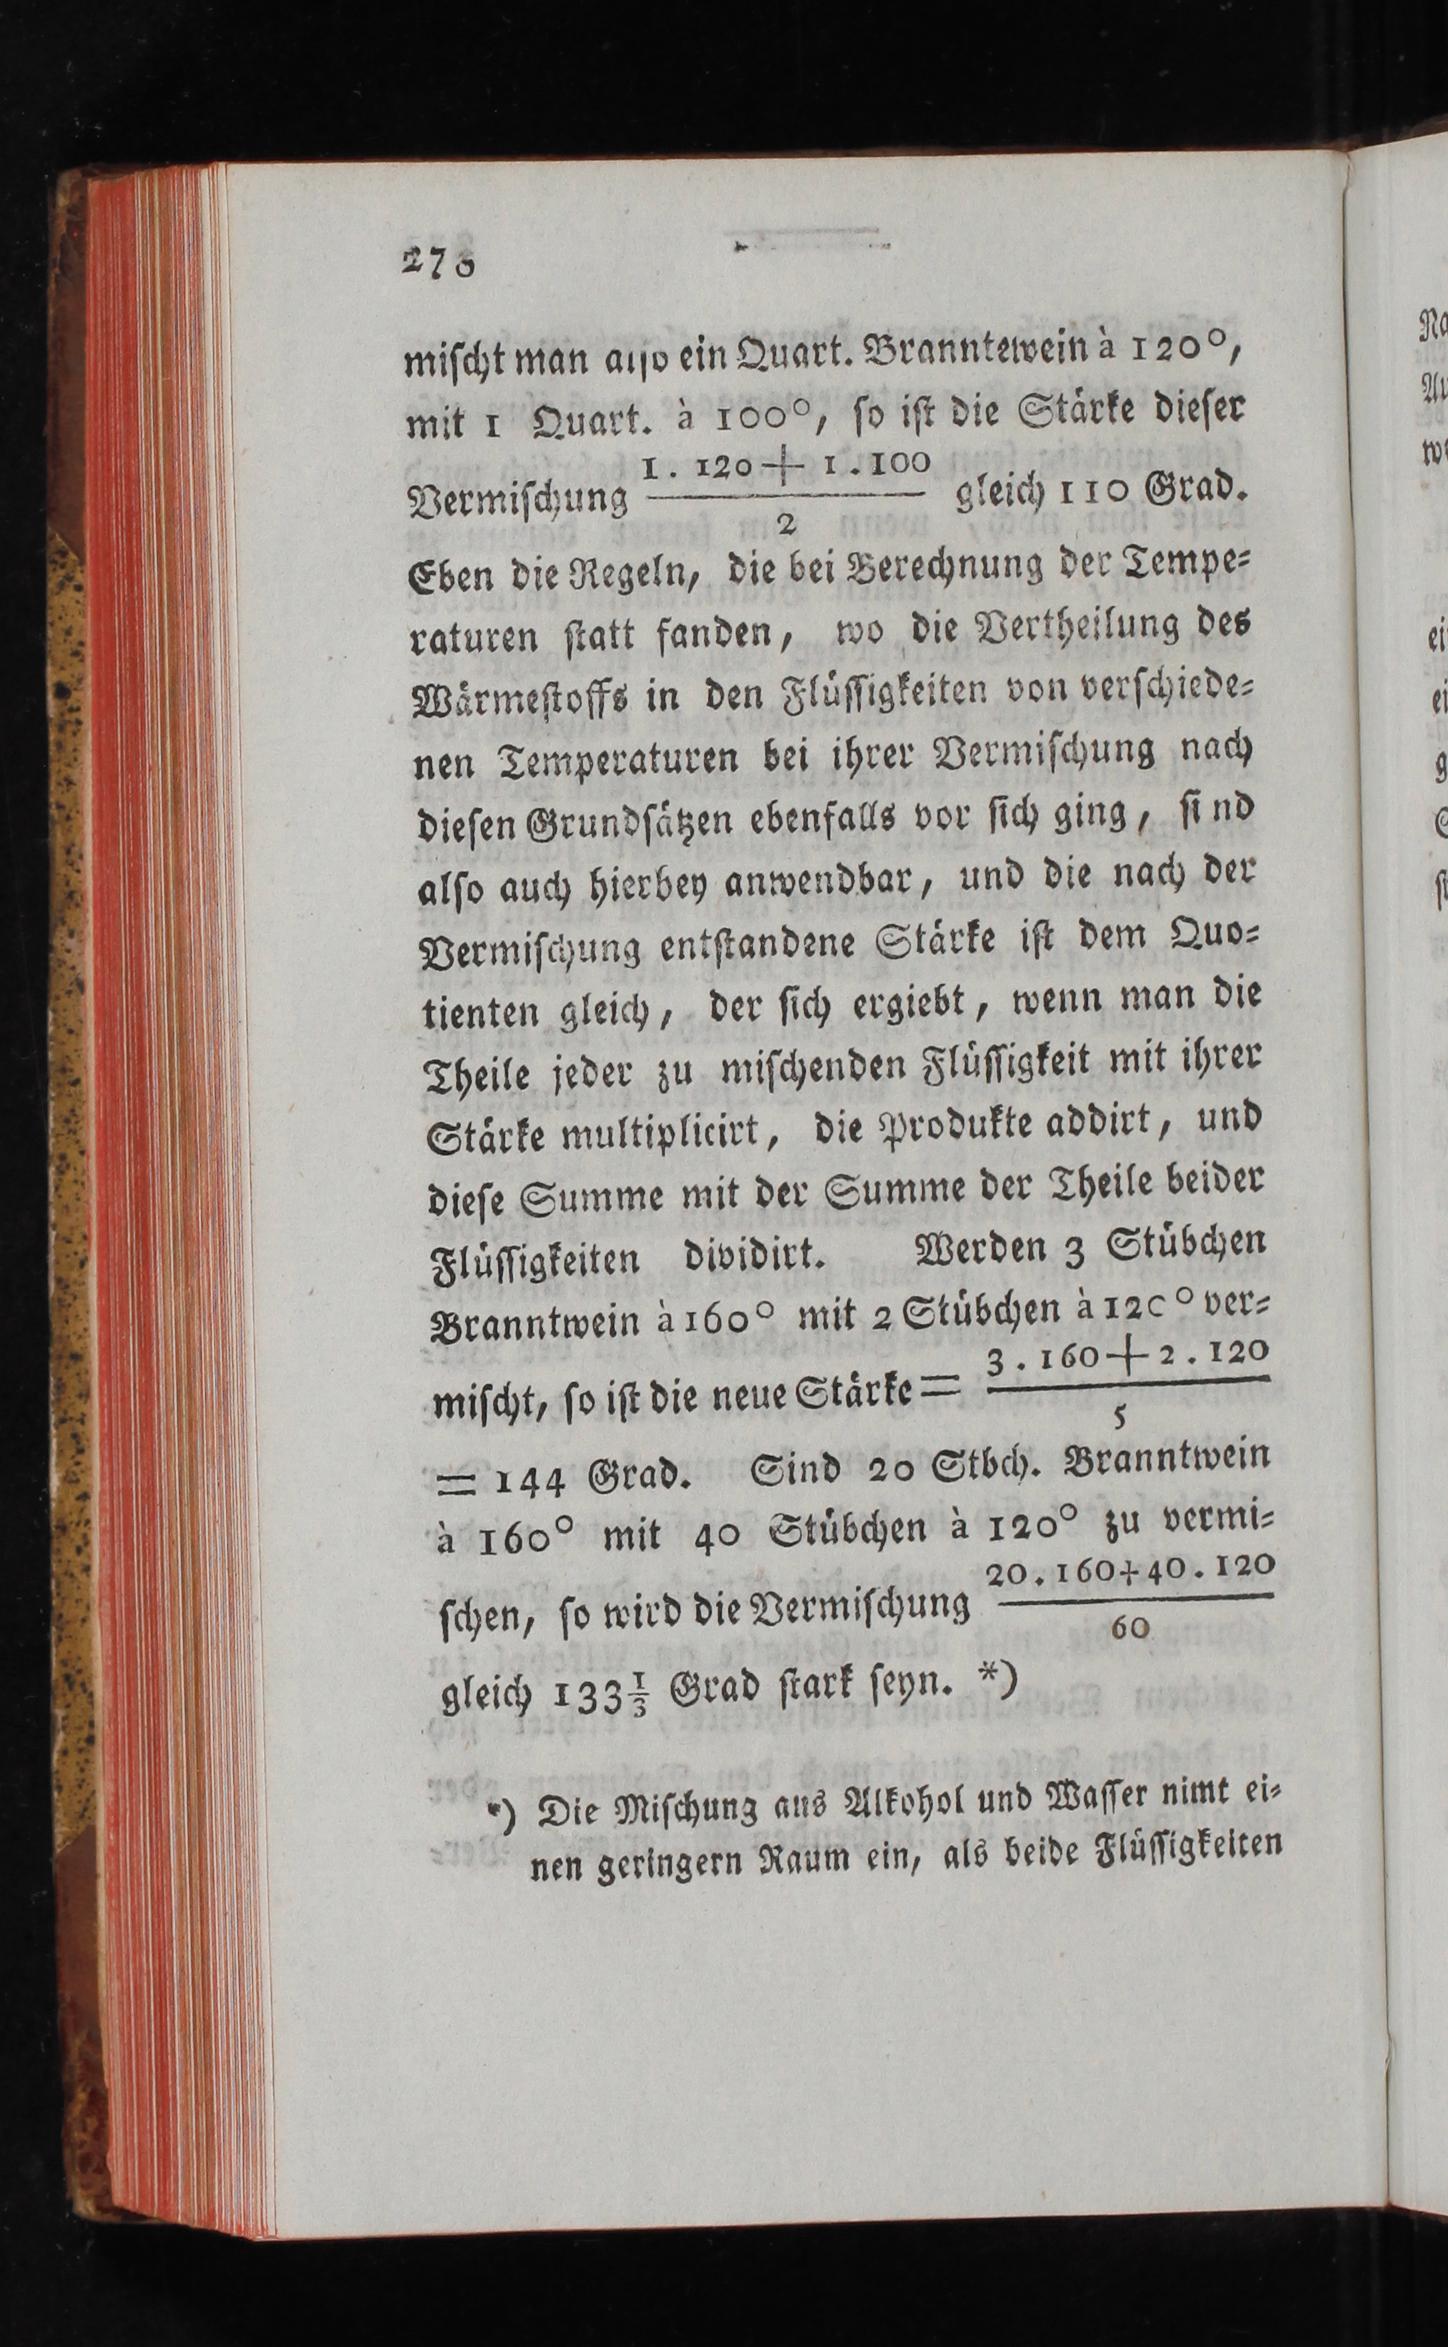 278
mischt man also ein Quart. Branntewein à 120°,
mit 1 Quart. à 100°, so ist die Stärke dieser
Vermischung (1 . 120 + 1 . 100) / 2 gleich 110 Grad.
Eben die Regeln, die bei Berechnung der Tempe⸗
raturen statt fanden, wo die Vertheilung des
Wärmestoffs in den Flüssigkeiten von verschiede⸗
nen Temperaturen bei ihrer Vermischung nach
diesen Grundsätzen ebenfalls vor sich ging, sind
also auch hierbey anwendbar, und die nach der
Vermischung entstandene Stärke ist dem Quo⸗
tienten gleich, der sich ergiebt, wenn man die
Theile jeder zu mischenden Flüssigkeit mit ihrer
Stärke multiplicirt, die Produkte addirt, und
diese Summe mit der Summe der Theile beider
Flüssigkeiten dividirt. Werden 3 Stübchen
Branntwein à 160° mit 2 Stübchen à 120° ver⸗
mischt, so ist die neue Stärke = (3 . 160 + 2 . 120) / 5
= 144 Grad. Sind 20 Stbch. Branntwein
à 160° mit 40 Stübchen à 120° zu vermi⸗
schen, so wird die Vermischung (20 . 160 + 40 . 120) / 60
gleich 133⅓ Grad stark seyn. *)
*) Die Mischung aus Alkohol und Wasser nimt ei⸗
nen geringern Raum ein, als beide Flüssigkeiten